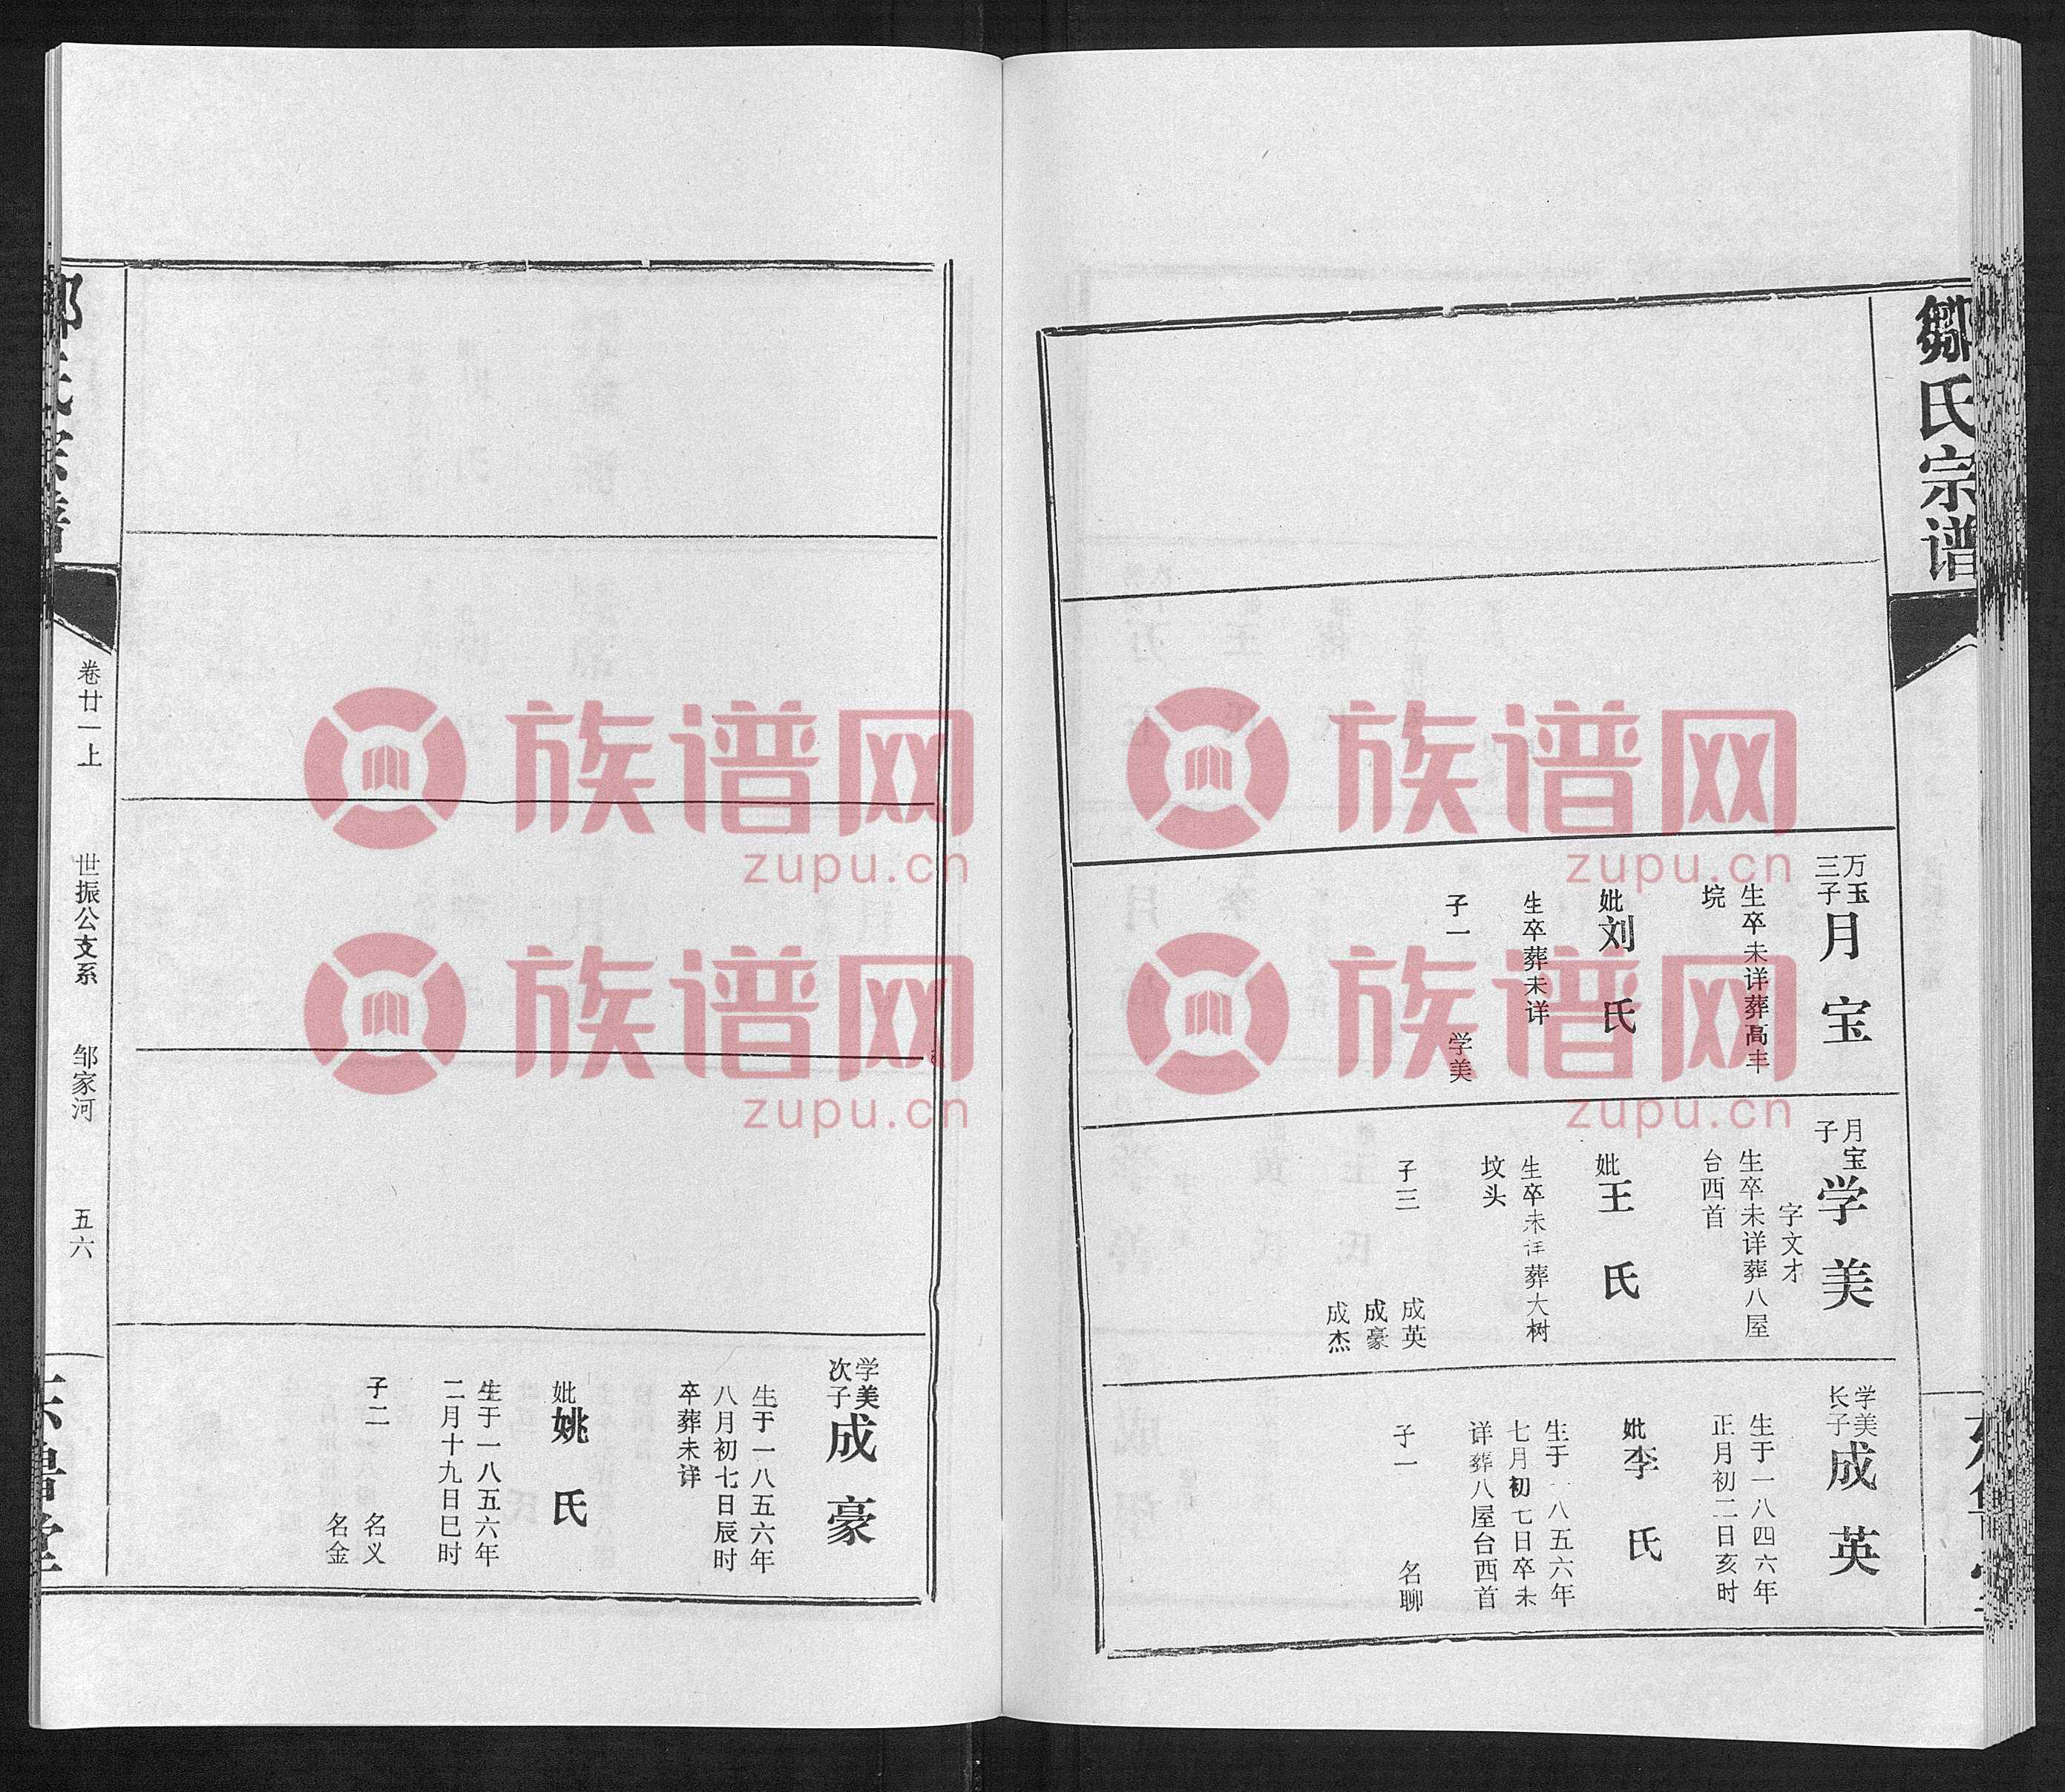 邹氏宗谱
万玉
三子
月宝
生卒未详葬高丰
垸
妣刘氏
生卒葬未详
子一 学美
月宝
子
学美
字文才
生卒未详葬八屋
台西首
妣王氏
生卒未详葬大树
坟头
子三
成英
成豪
成杰
学美
长子
成英
生于一八四六年
正月初二日亥时
妣李氏
生于一八五六年
七月初七日卒未
详葬八屋台西首
子一 名聊
学美
次子
成豪
生于一八五六年
八月初七日辰时
卒葬未详
妣姚氏
生于一八五六年
二月十九日巳时
子二
名义
名金
卷廿一上 世振公支系 邹家河 五六
族谱网
zupu.cn
族谱网
zupu.cn
族谱网
zupu.cn
族谱网
zupu.cn